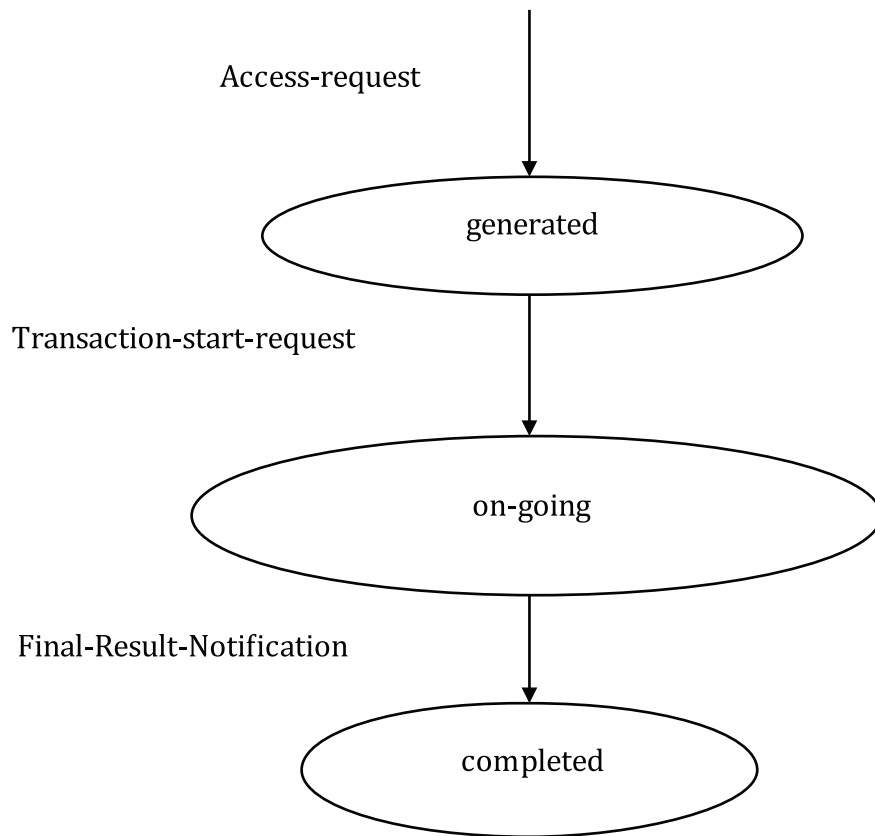 Access-request
generated
Transaction-start-request
on-going
Final-Result-Notification
completed